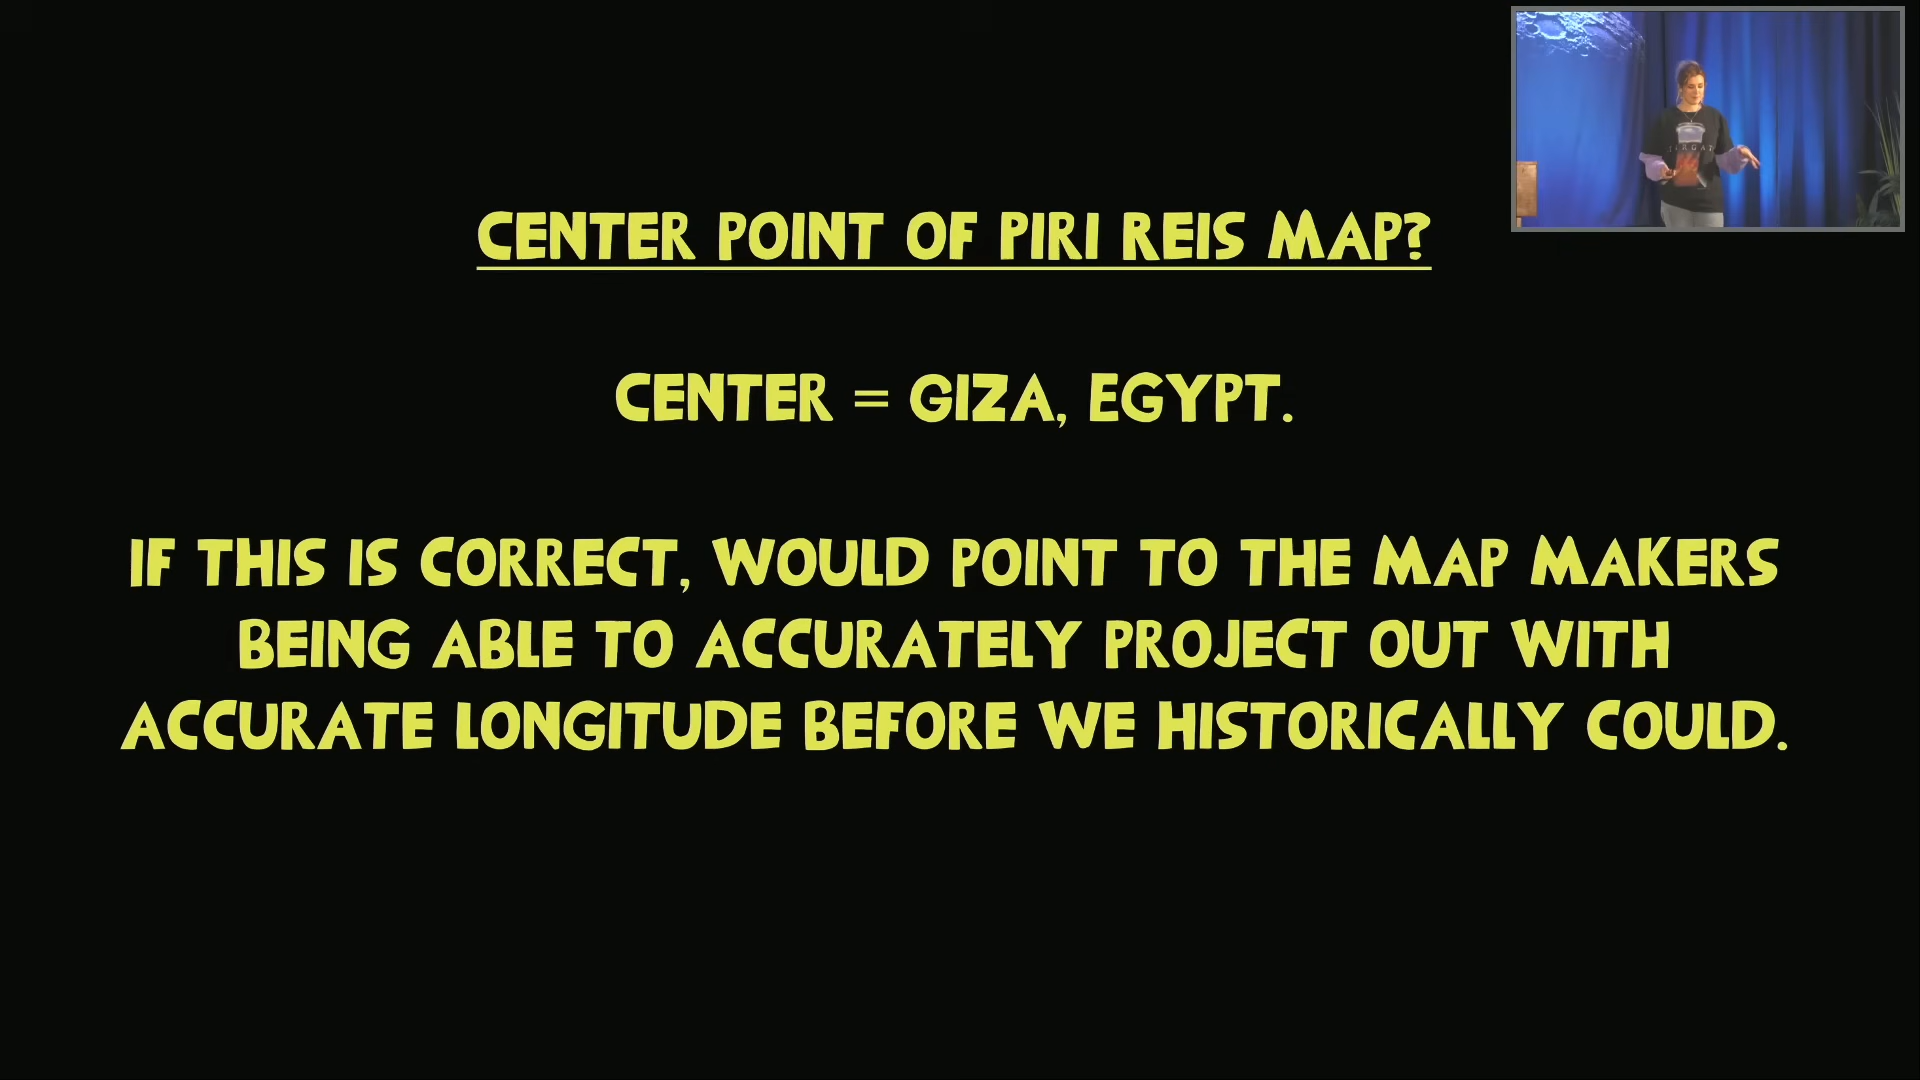 CENTER POINT OF PIRI REIS MAP?
CENTER = GIZA, EGYPT.
IF THIS IS CORRECT, WOULD POINT TO THE MAP MAKERS
BEING ABLE TO ACCURATELY PROJECT OUT WITH
ACCURATE LONGITUDE BEFORE WE HISTORICALLY COULD.